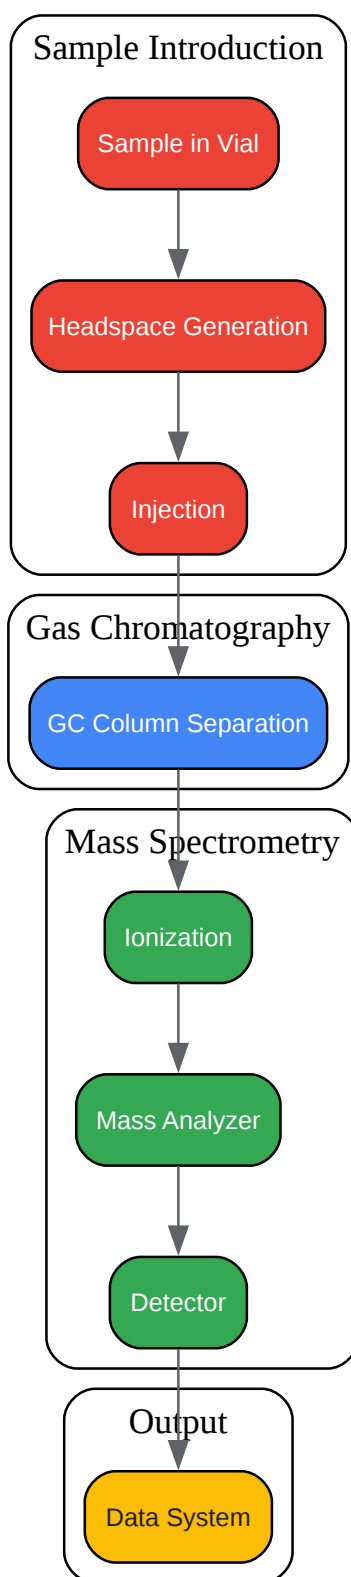 Sample Introduction
Sample in Vial
Headspace Generation
Injection
Gas Chromatography
GC Column Separation
Mass Spectrometry
Ionization
Mass Analyzer
Detector
Output
Data System